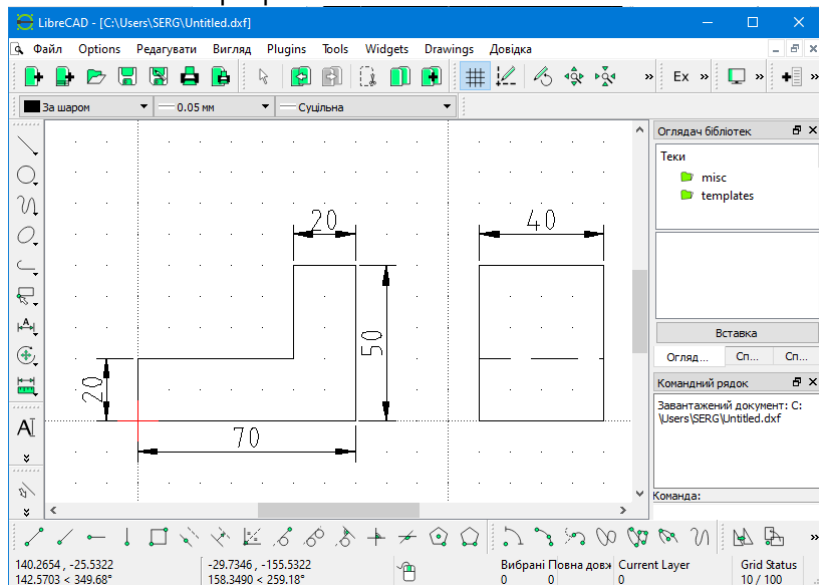 LibreCAD - [C:\Users\SERG\Untitled.dxf]
Файл Options Редагувати Вигляд Plugins Tools Widgets Drawings Довідка
Ex
За шаром 0.05 мм Суцільна
Оглядач бібліотек
Теки
misc
templates
20
40
50
20
70
Вставка
Огляд... Сп... Сп...
Командний рядок
Завантажений документ: C:
\Users\SERG\Untitled.dxf
Команда:
140.2654 , -25.5322 -29.7346 , -155.5322 Вибрані Повна довж Current Layer Grid Status
142.5703 < 349.68° 158.3490 < 259.18° 0 0 0 10 / 100